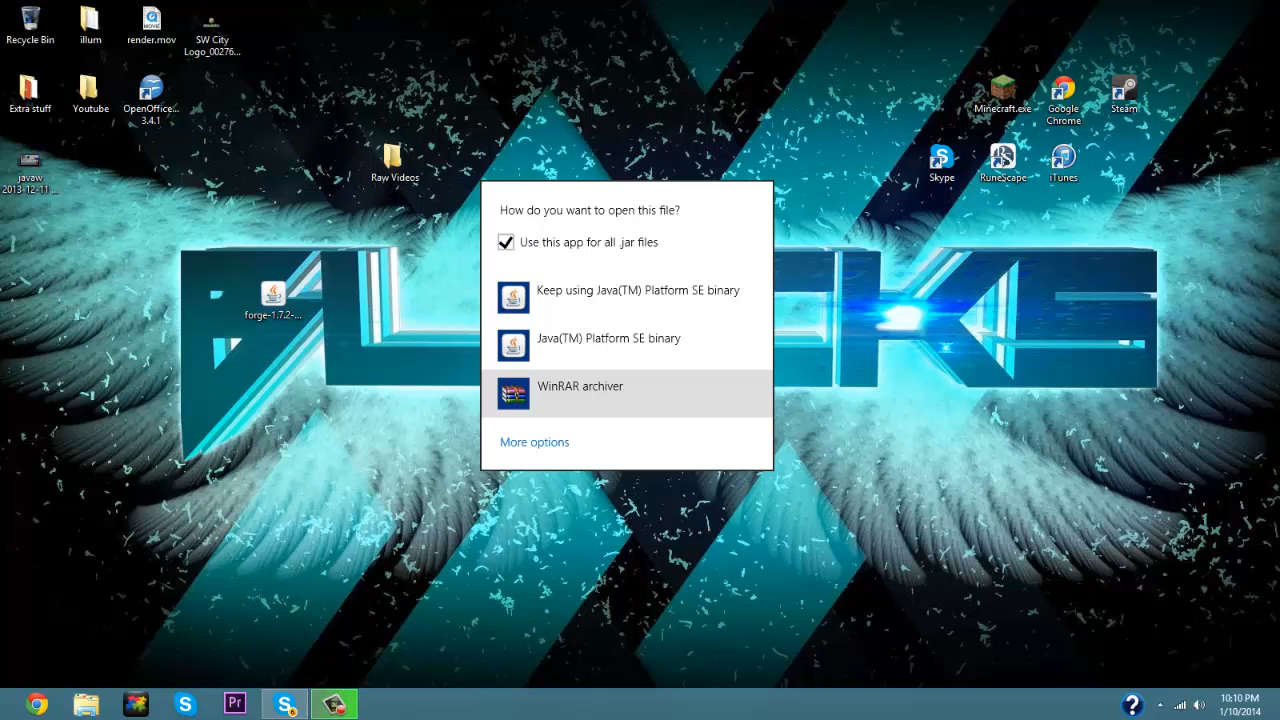 Recycle Bin
illum
render.mov
SW City
Logo_00276...
Extra stuff
Youtube
OpenOffice...
3.4.1
javaw
2013-12-11 ...
Raw Videos
Minecraft.exe
Google
Chrome
Steam
Skype
RuneScape
iTunes
forge-1.7.2-...
How do you want to open this file?
Use this app for all .jar files
Keep using Java(TM) Platform SE binary
Java(TM) Platform SE binary
WinRAR archiver
More options
Pr
6
10:10 PM
1/10/2014